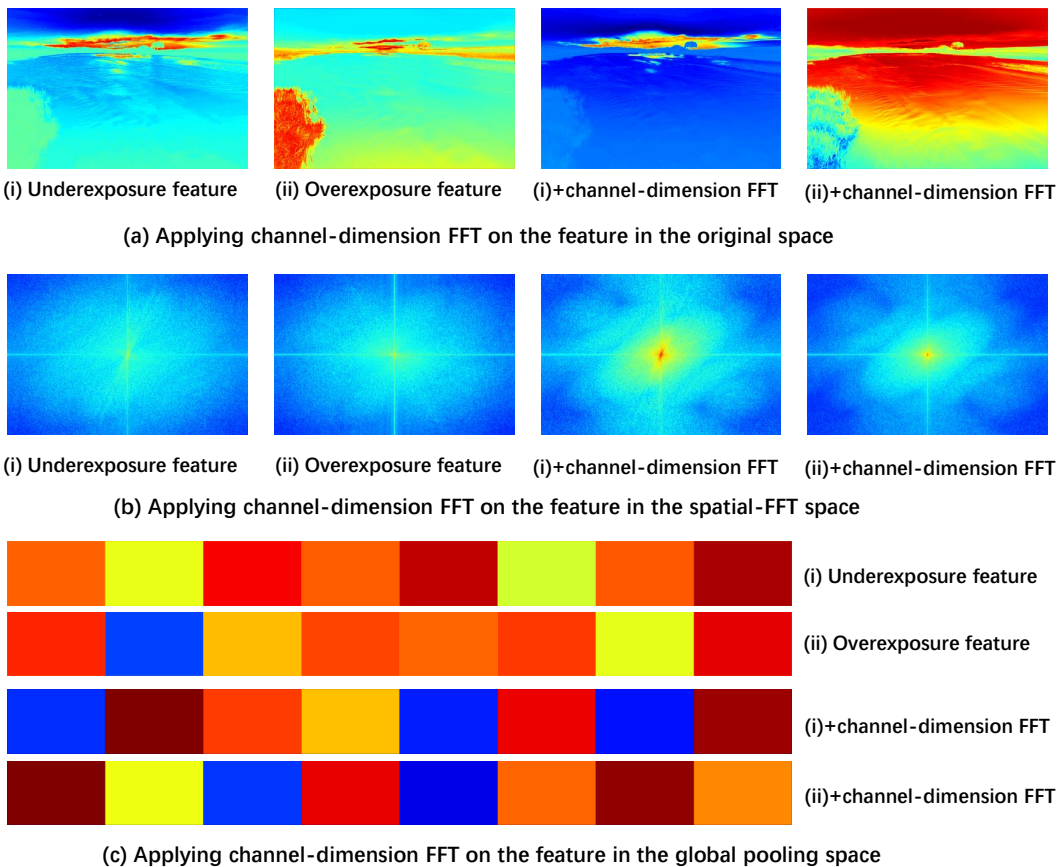 (i) Underexposure feature
(ii) Overexposure feature
(i)+channel-dimension FFT
(ii)+channel-dimension FFT
(a) Applying channel-dimension FFT on the feature in the original space
(i) Underexposure feature
(ii) Overexposure feature
(i)+channel-dimension FFT
(ii)+channel-dimension FFT
(b) Applying channel-dimension FFT on the feature in the spatial-FFT space
(i) Underexposure feature
(ii) Overexposure feature
(i)+channel-dimension FFT
(ii)+channel-dimension FFT
(c) Applying channel-dimension FFT on the feature in the global pooling space